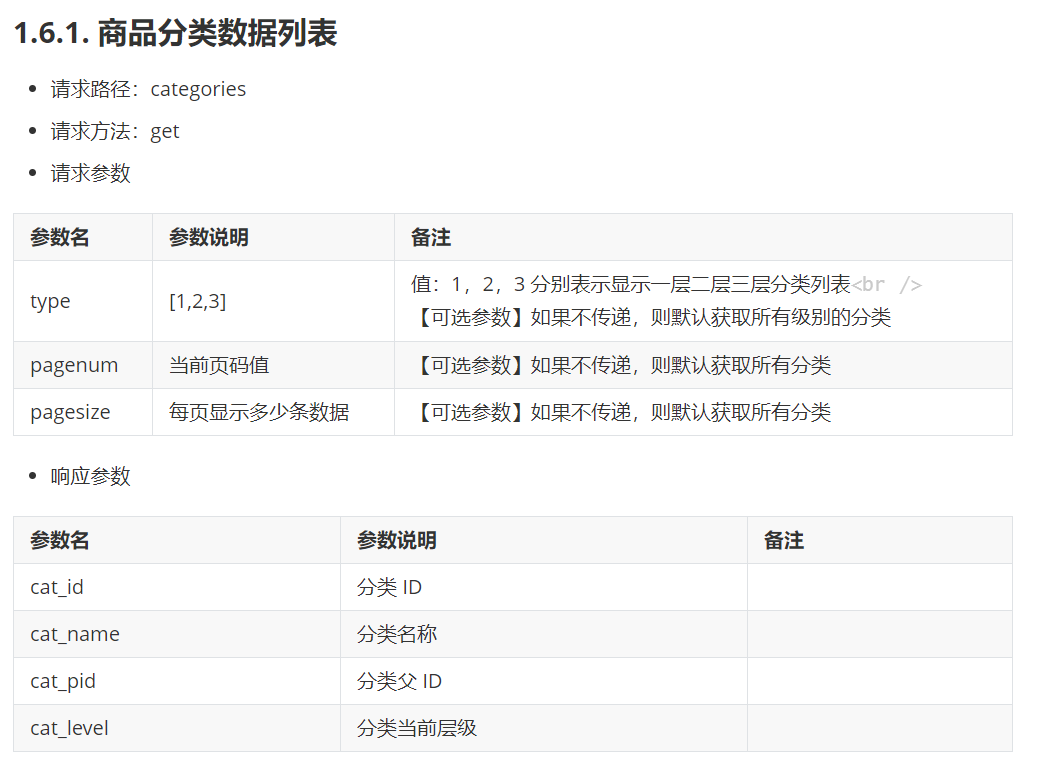 1.6.1. 商品分类数据列表
请求路径：categories
请求方法：get
请求参数
参数名 参数说明 备注
type [1,2,3] 值：1，2，3 分别表示显示一层二层三层分类列表<br />
【可选参数】如果不传递，则默认获取所有级别的分类
pagenum 当前页码值 【可选参数】如果不传递，则默认获取所有分类
pagesize 每页显示多少条数据 【可选参数】如果不传递，则默认获取所有分类
响应参数
参数名 参数说明 备注
cat_id 分类 ID
cat_name 分类名称
cat_pid 分类父 ID
cat_level 分类当前层级